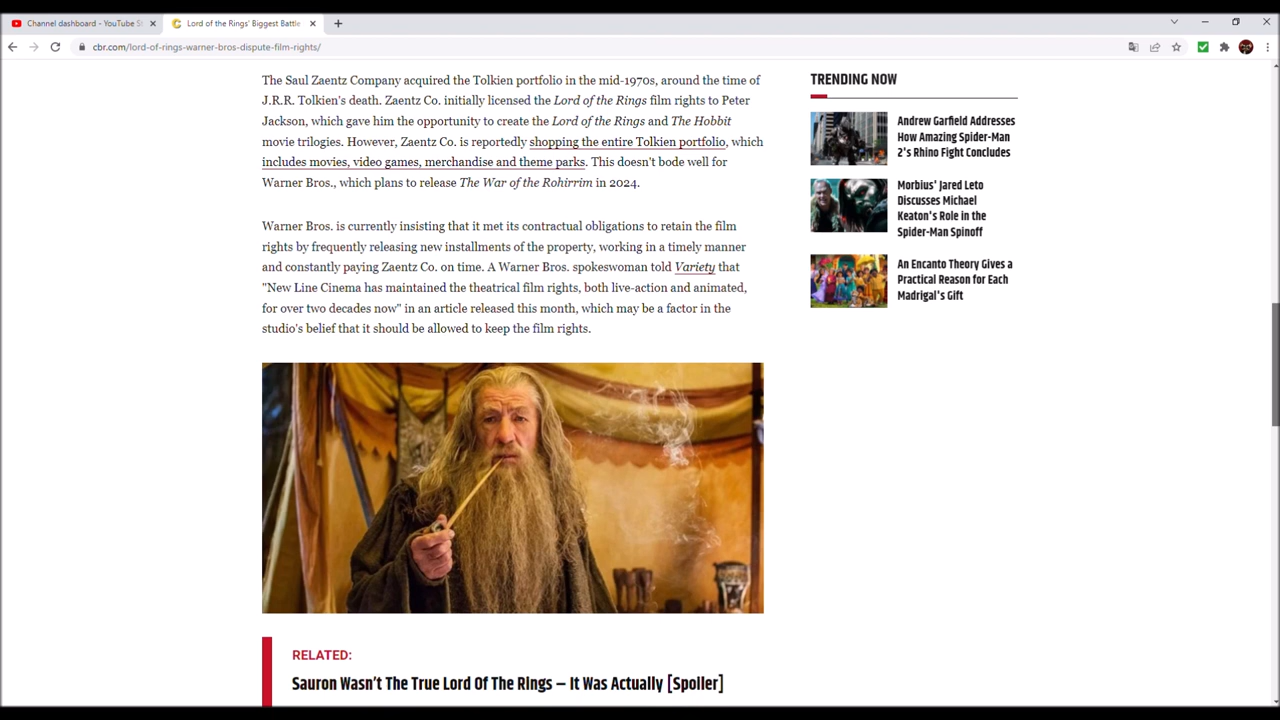 Channel dashboard - YouTube St
Lord of the Rings' Biggest Battle
cbr.com/lord-of-rings-warner-bros-dispute-film-rights/
The Saul Zaentz Company acquired the Tolkien portfolio in the mid-1970s, around the time of
J.R.R. Tolkien's death. Zaentz Co. initially licensed the Lord of the Rings film rights to Peter
Jackson, which gave him the opportunity to create the Lord of the Rings and The Hobbit
movie trilogies. However, Zaentz Co. is reportedly shopping the entire Tolkien portfolio, which
includes movies, video games, merchandise and theme parks. This doesn't bode well for
Warner Bros., which plans to release The War of the Rohirrim in 2024.
Warner Bros. is currently insisting that it met its contractual obligations to retain the film
rights by frequently releasing new installments of the property, working in a timely manner
and constantly paying Zaentz Co. on time. A Warner Bros. spokeswoman told Variety that
"New Line Cinema has maintained the theatrical film rights, both live-action and animated,
for over two decades now" in an article released this month, which may be a factor in the
studio's belief that it should be allowed to keep the film rights.
RELATED:
Sauron Wasn't The True Lord Of The Rings – It Was Actually [Spoiler]
TRENDING NOW
Andrew Garfield Addresses
How Amazing Spider-Man
2's Rhino Fight Concludes
Morbius' Jared Leto
Discusses Michael
Keaton's Role in the
Spider-Man Spinoff
An Encanto Theory Gives a
Practical Reason for Each
Madrigal's Gift